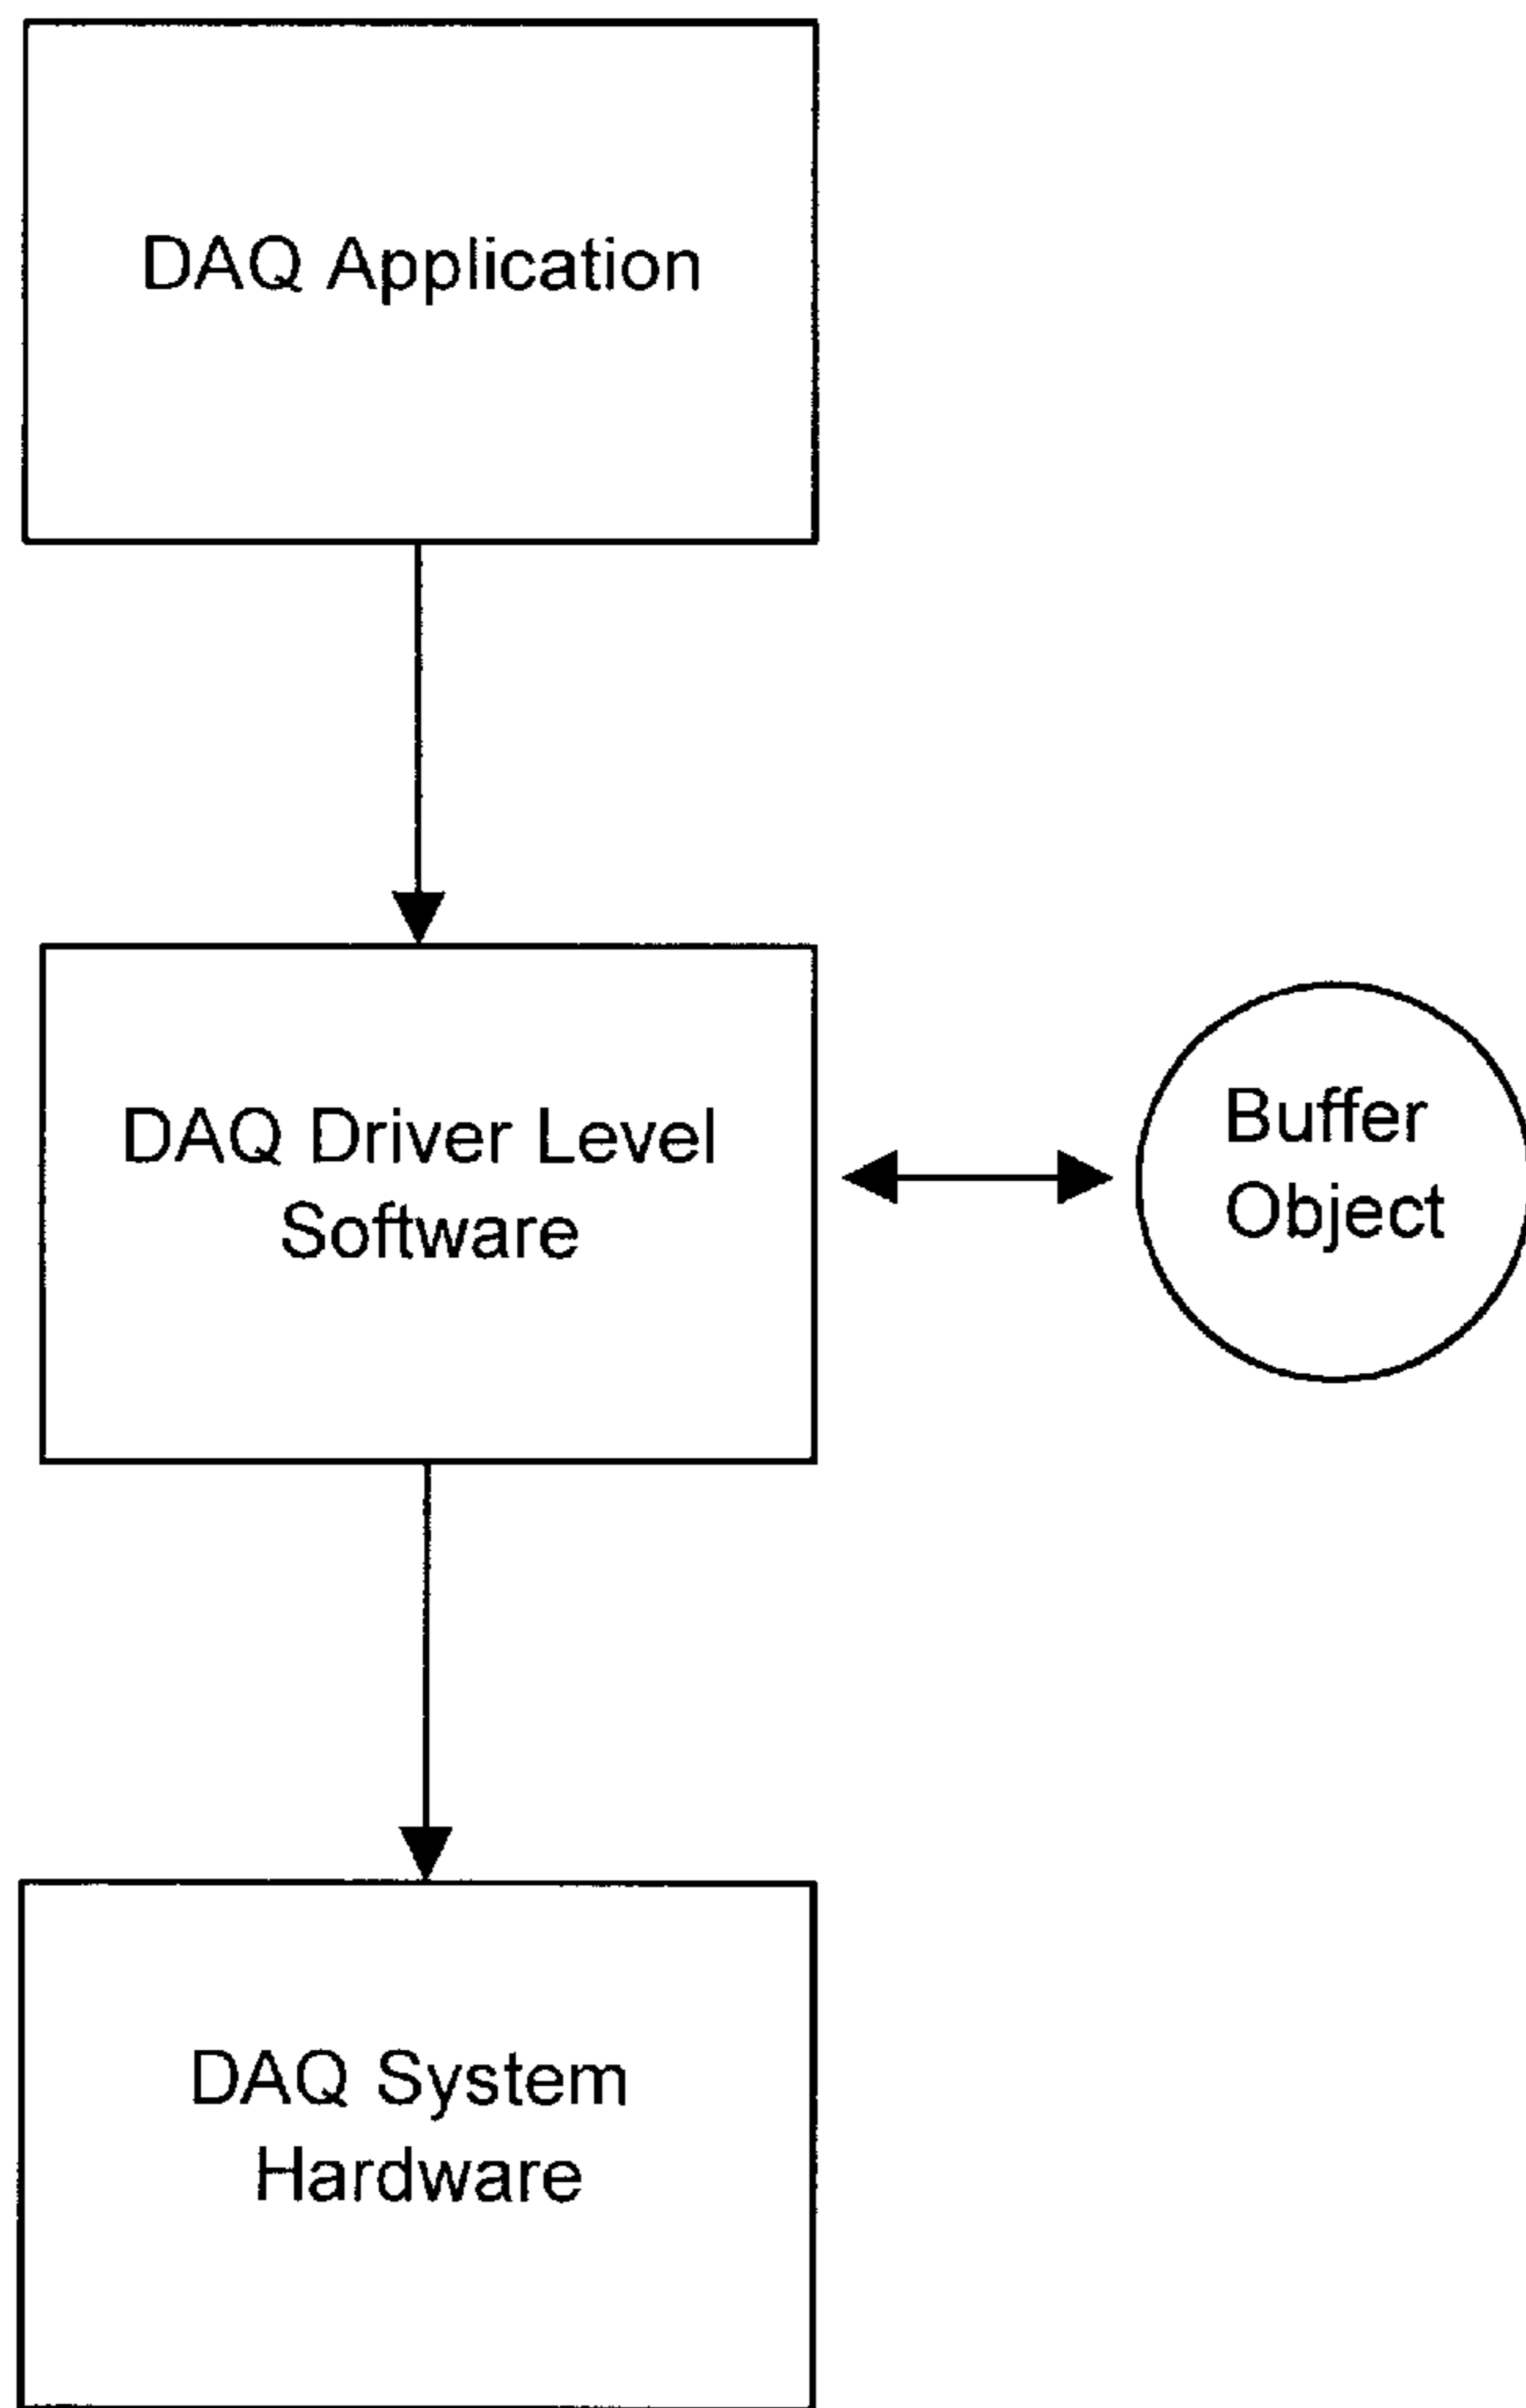 DAQ Application
DAQ Driver Level
Software
Buffer
Object
DAQ System
Hardware